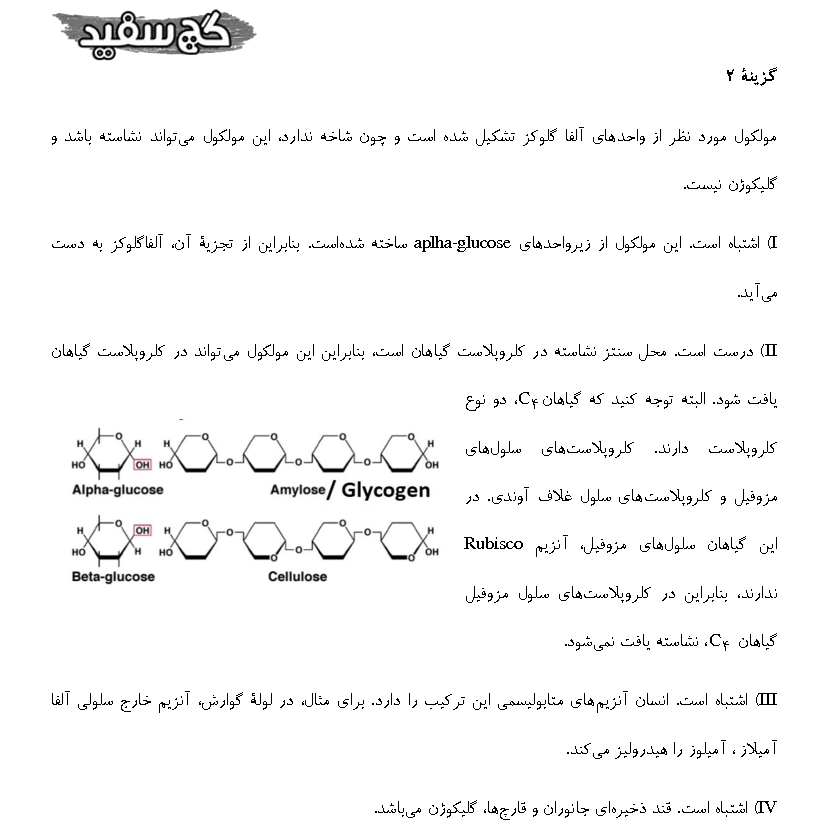 گچ سفید
گزینهٔ ۲
مولکول مورد نظر از واحدهای آلفا گلوکز تشکیل شده است و چون شاخه ندارد، این مولکول می‌تواند نشاسته باشد و
گلیکوژن نیست.
I) اشتباه است. این مولکول از زیرواحدهای aplha-glucose ساخته شده‌است. بنابراین از تجزیهٔ آن، آلفاگلوکز به دست
می‌آید.
II) درست است. محل سنتز نشاسته در کلروپلاست گیاهان است، بنابراین این مولکول می‌تواند در کلروپلاست گیاهان
یافت شود. البته توجه کنید که گیاهان C۴، دو نوع
کلروپلاست دارند. کلروپلاست‌های سلول‌های
مزوفیل و کلروپلاست‌های سلول غلاف آوندی. در
این گیاهان سلول‌های مزوفیل، آنزیم Rubisco
ندارند، بنابراین در کلروپلاست‌های سلول مزوفیل
گیاهان C۴، نشاسته یافت نمی‌شود.
H O H HO OH HO O O O O O O O H OH
Alpha-glucose Amylose/ Glycogen
H O OH HO H H HO O O O O O O O H OH
Beta-glucose Cellulose
III) اشتباه است. انسان آنزیم‌های متابولیسمی این ترکیب را دارد. برای مثال، در لولهٔ گوارش، آنزیم خارج سلولی آلفا
آمیلاز ، آمیلوز را هیدرولیز می‌کند.
IV) اشتباه است. قند ذخیره‌ای جانوران و قارچ‌ها، گلیکوژن می‌باشد.